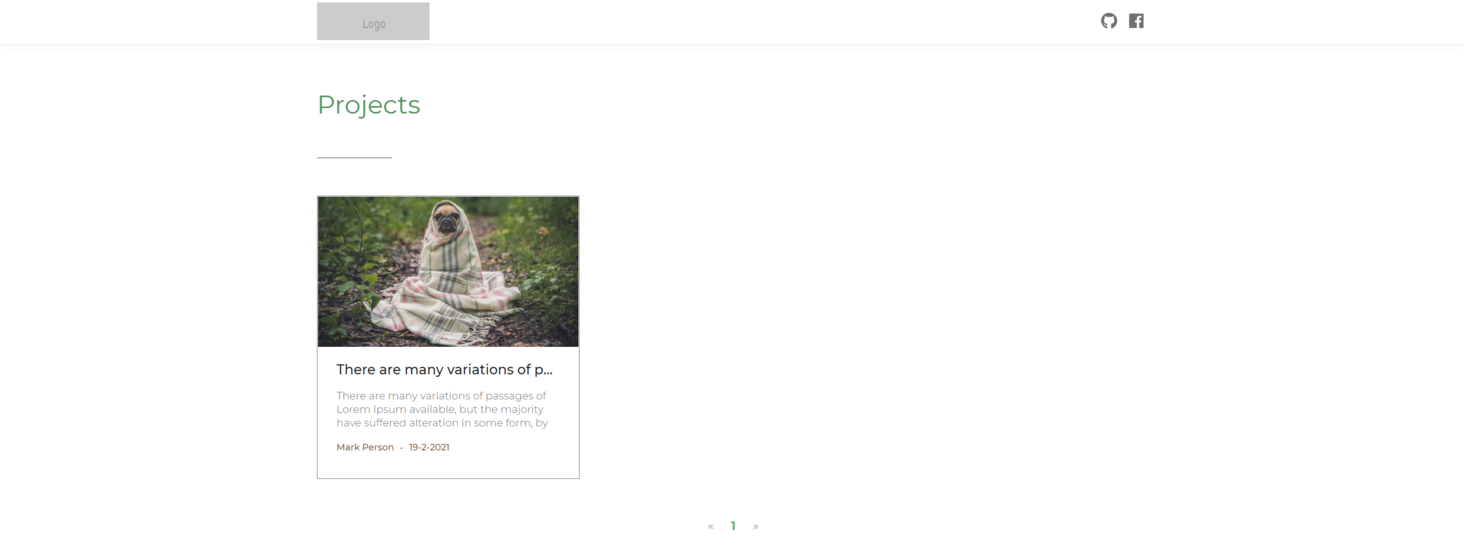 Logo
Projects
There are many variations of p...
There are many variations of passages of
Lorem Ipsum available, but the majority
have suffered alteration in some form, by
Mark Person • 19-2-2021
« 1 »